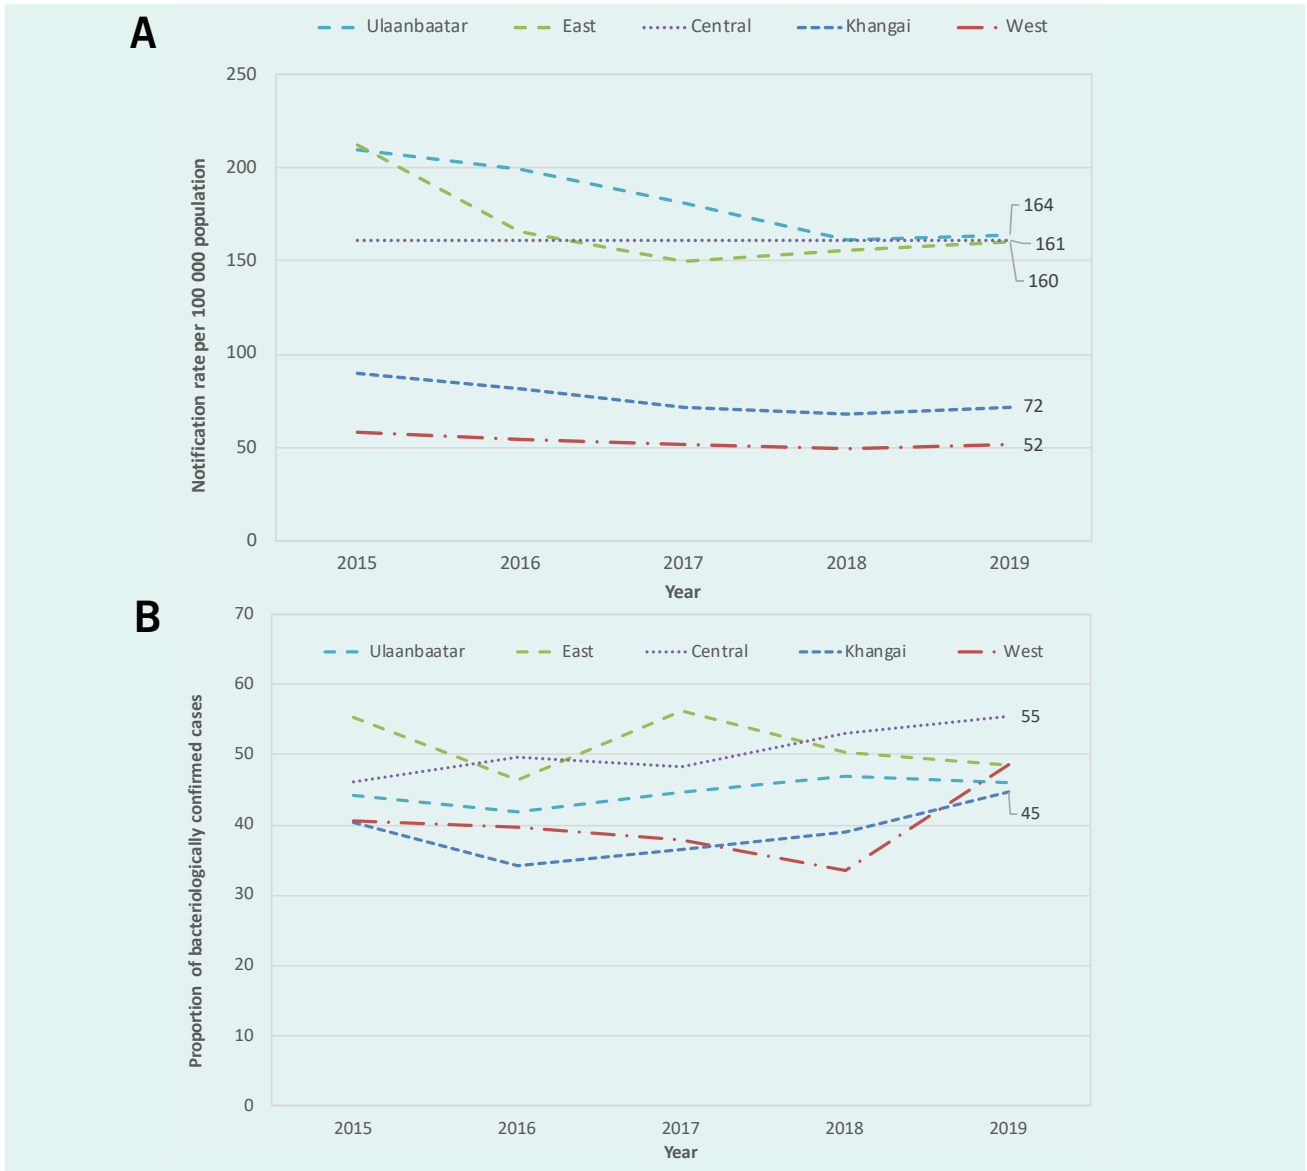 A
Ulaanbaatar East Central Khangai West
250
200
150
100
50
0
Notification rate per 100 000 population
164
161
160
72
52
2015 2016 2017 2018 2019
Year
B
70
60
50
40
30
20
10
0
Ulaanbaatar East Central Khangai West
Proportion of bacteriologically confirmed cases
55
45
2015 2016 2017 2018 2019
Year